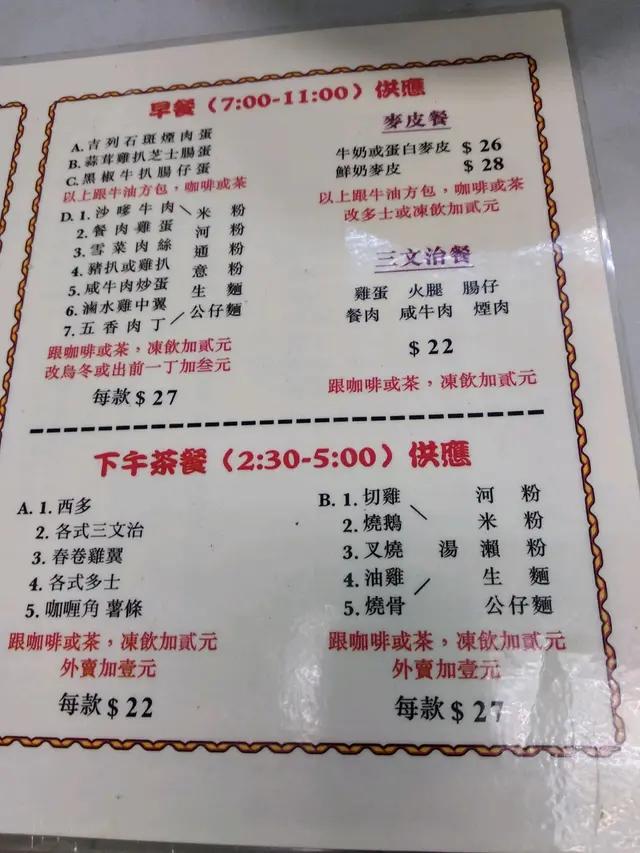 早餐（7:00-11:00）供應
A. 吉列石斑煙肉蛋
B. 蒜茸雞扒芝士腸蛋
C. 黑椒牛扒腸仔蛋
以上跟牛油方包，咖啡或茶
D. 1. 沙嗲牛肉 米粉
2. 餐肉雞蛋 河粉
3. 雪菜肉絲 通粉
4. 豬扒或雞扒 意粉
5. 咸牛肉炒蛋 生麵
6. 滷水雞中翼 公仔麵
7. 五香肉丁
跟咖啡或茶，凍飲加貳元
改烏冬或出前一丁加叁元
每款 $ 27
麥皮餐
牛奶或蛋白麥皮 $ 26
鮮奶麥皮 $ 28
以上跟牛油方包，咖啡或茶
改多士或凍飲加貳元
三文治餐
雞蛋 火腿 腸仔
餐肉 咸牛肉 煙肉
$ 22
跟咖啡或茶，凍飲加貳元
下午茶餐（2:30-5:00）供應
A. 1. 西多
2. 各式三文治
3. 春卷雞翼
4. 各式多士
5. 咖喱角 薯條
跟咖啡或茶，凍飲加貳元
外賣加壹元
每款 $ 22
B. 1. 切雞 河粉
2. 燒鵝 米粉
3. 叉燒 湯瀨粉
4. 油雞 生麵
5. 燒骨 公仔麵
跟咖啡或茶，凍飲加貳元
外賣加壹元
每款 $ 27